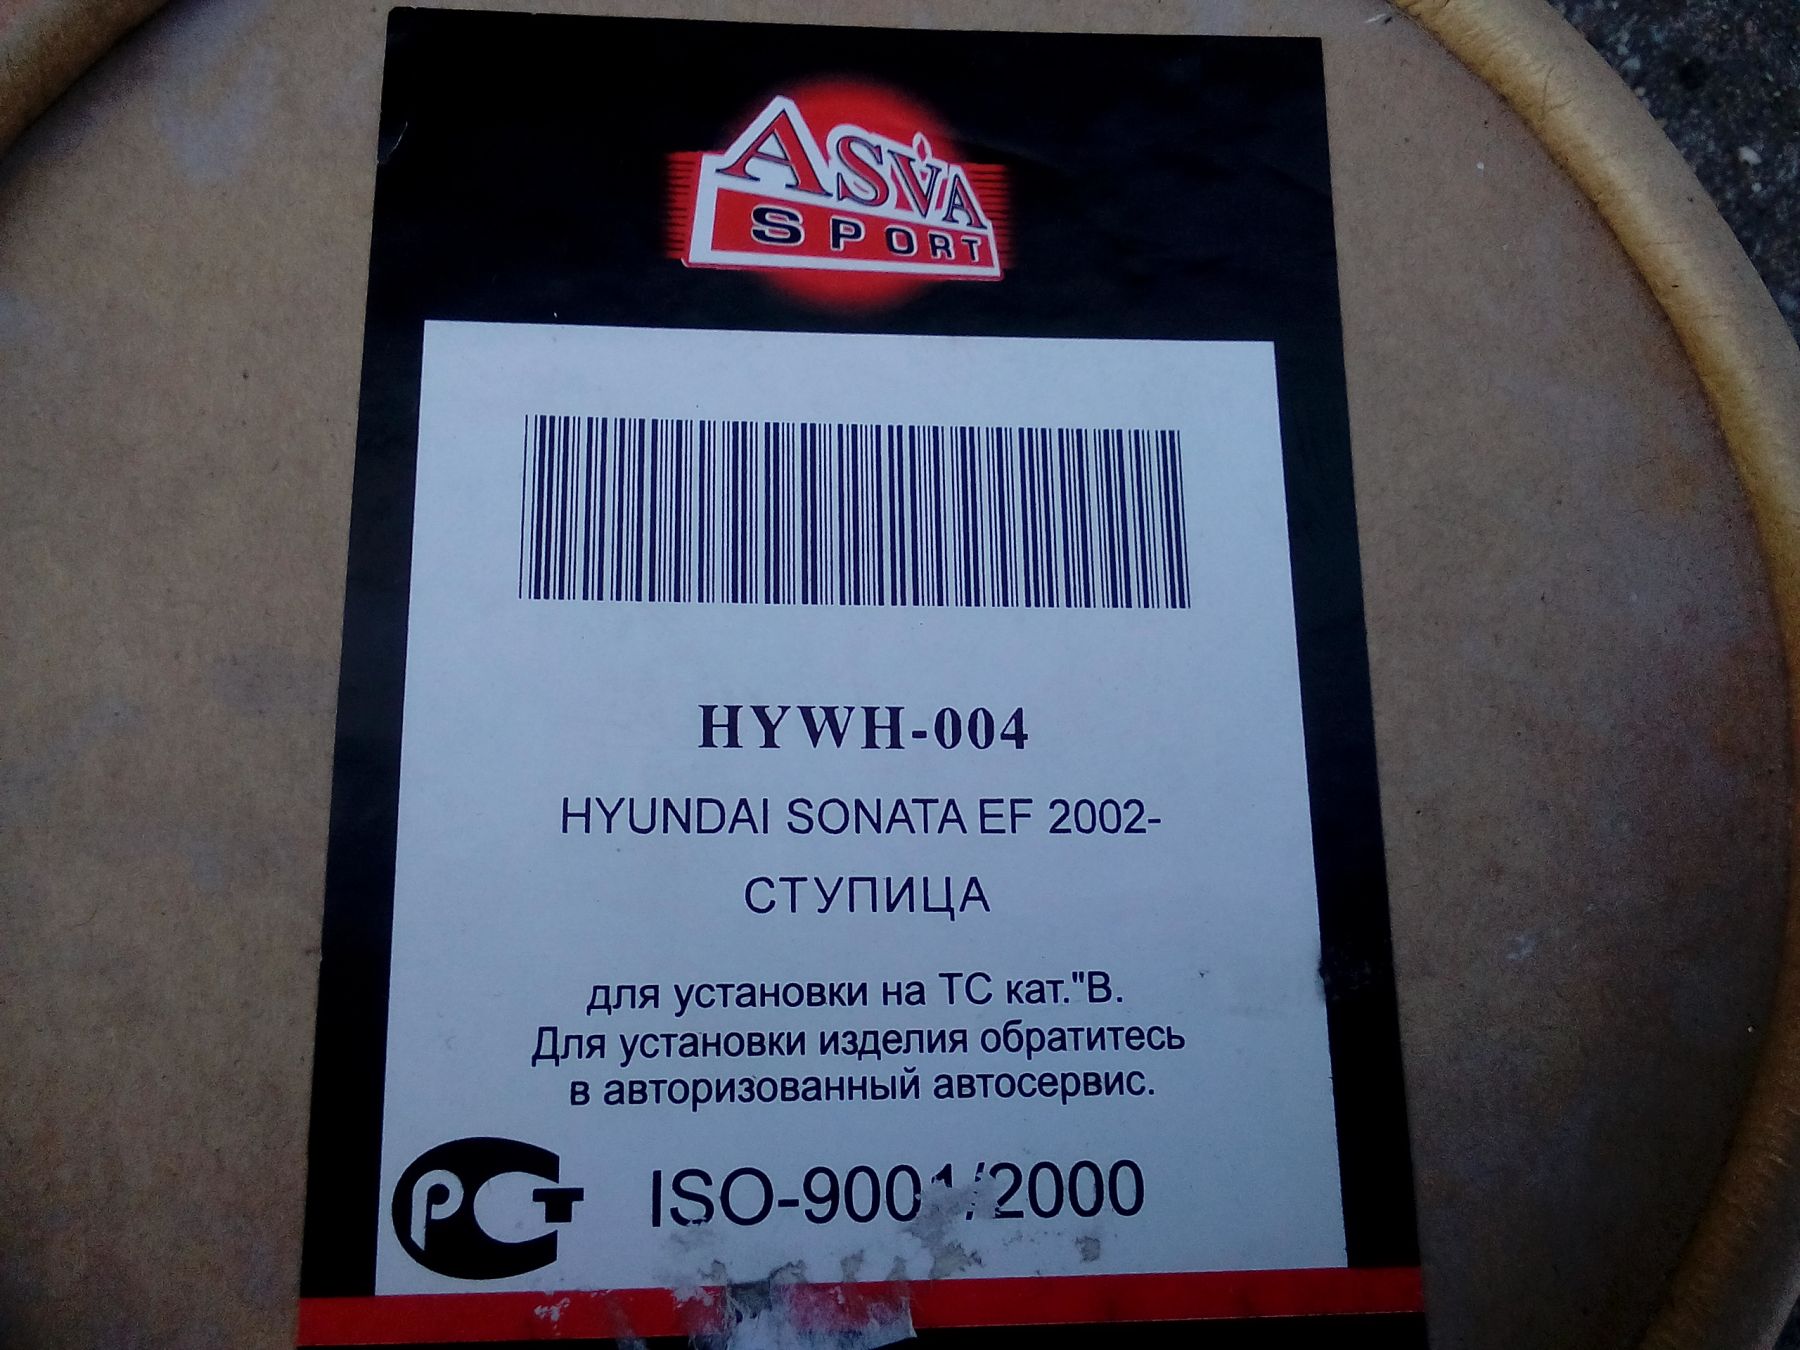 ASVA
SPORT
HYWH-004
HYUNDAI SONATA EF 2002-
СТУПИЦА
для установки на ТС кат."В.
Для установки изделия обратитесь
в авторизованный автосервис.
РСТ ISO-9001/2000